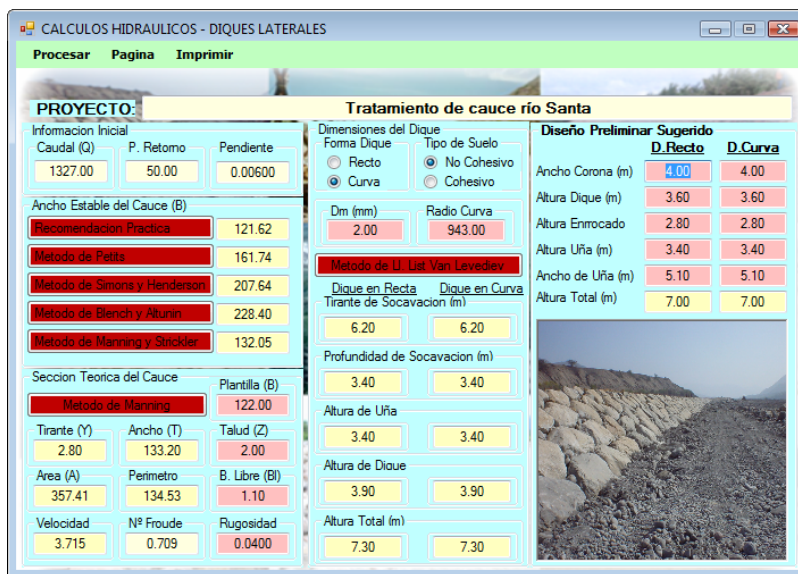 CALCULOS HIDRAULICOS - DIQUES LATERALES
Procesar Pagina Imprimir
PROYECTO: Tratamiento de cauce río Santa
Informacion Inicial
Caudal (Q) P. Retorno Pendiente
1327.00 50.00 0.00600
Ancho Estable del Cauce (B)
Recomendacion Practica 121.62
Metodo de Petits 161.74
Metodo de Simons y Henderson 207.64
Metodo de Blench y Altunin 228.40
Metodo de Manning y Strickler 132.05
Seccion Teorica del Cauce
Plantilla (B)
Metodo de Manning 122.00
Tirante (Y) Ancho (T) Talud (Z)
2.80 133.20 2.00
Area (A) Perimetro B. Libre (Bl)
357.41 134.53 1.10
Velocidad Nº Froude Rugosidad
3.715 0.709 0.0400
Dimensiones del Dique
Forma Dique Tipo de Suelo
Recto No Cohesivo
Curva Cohesivo
Dm (mm) Radio Curva
2.00 943.00
Metodo de LL List Van Levediev
Dique en Recta Dique en Curva
Tirante de Socavacion (m)
6.20 6.20
Profundidad de Socavacion (m)
3.40 3.40
Altura de Uña
3.40 3.40
Altura de Dique
3.90 3.90
Altura Total (m)
7.30 7.30
Diseño Preliminar Sugerido
D.Recto D.Curva
Ancho Corona (m) 4.00 4.00
Altura Dique (m) 3.60 3.60
Altura Enrrocado 2.80 2.80
Altura Uña (m) 3.40 3.40
Ancho de Uña (m) 5.10 5.10
Altura Total (m) 7.00 7.00